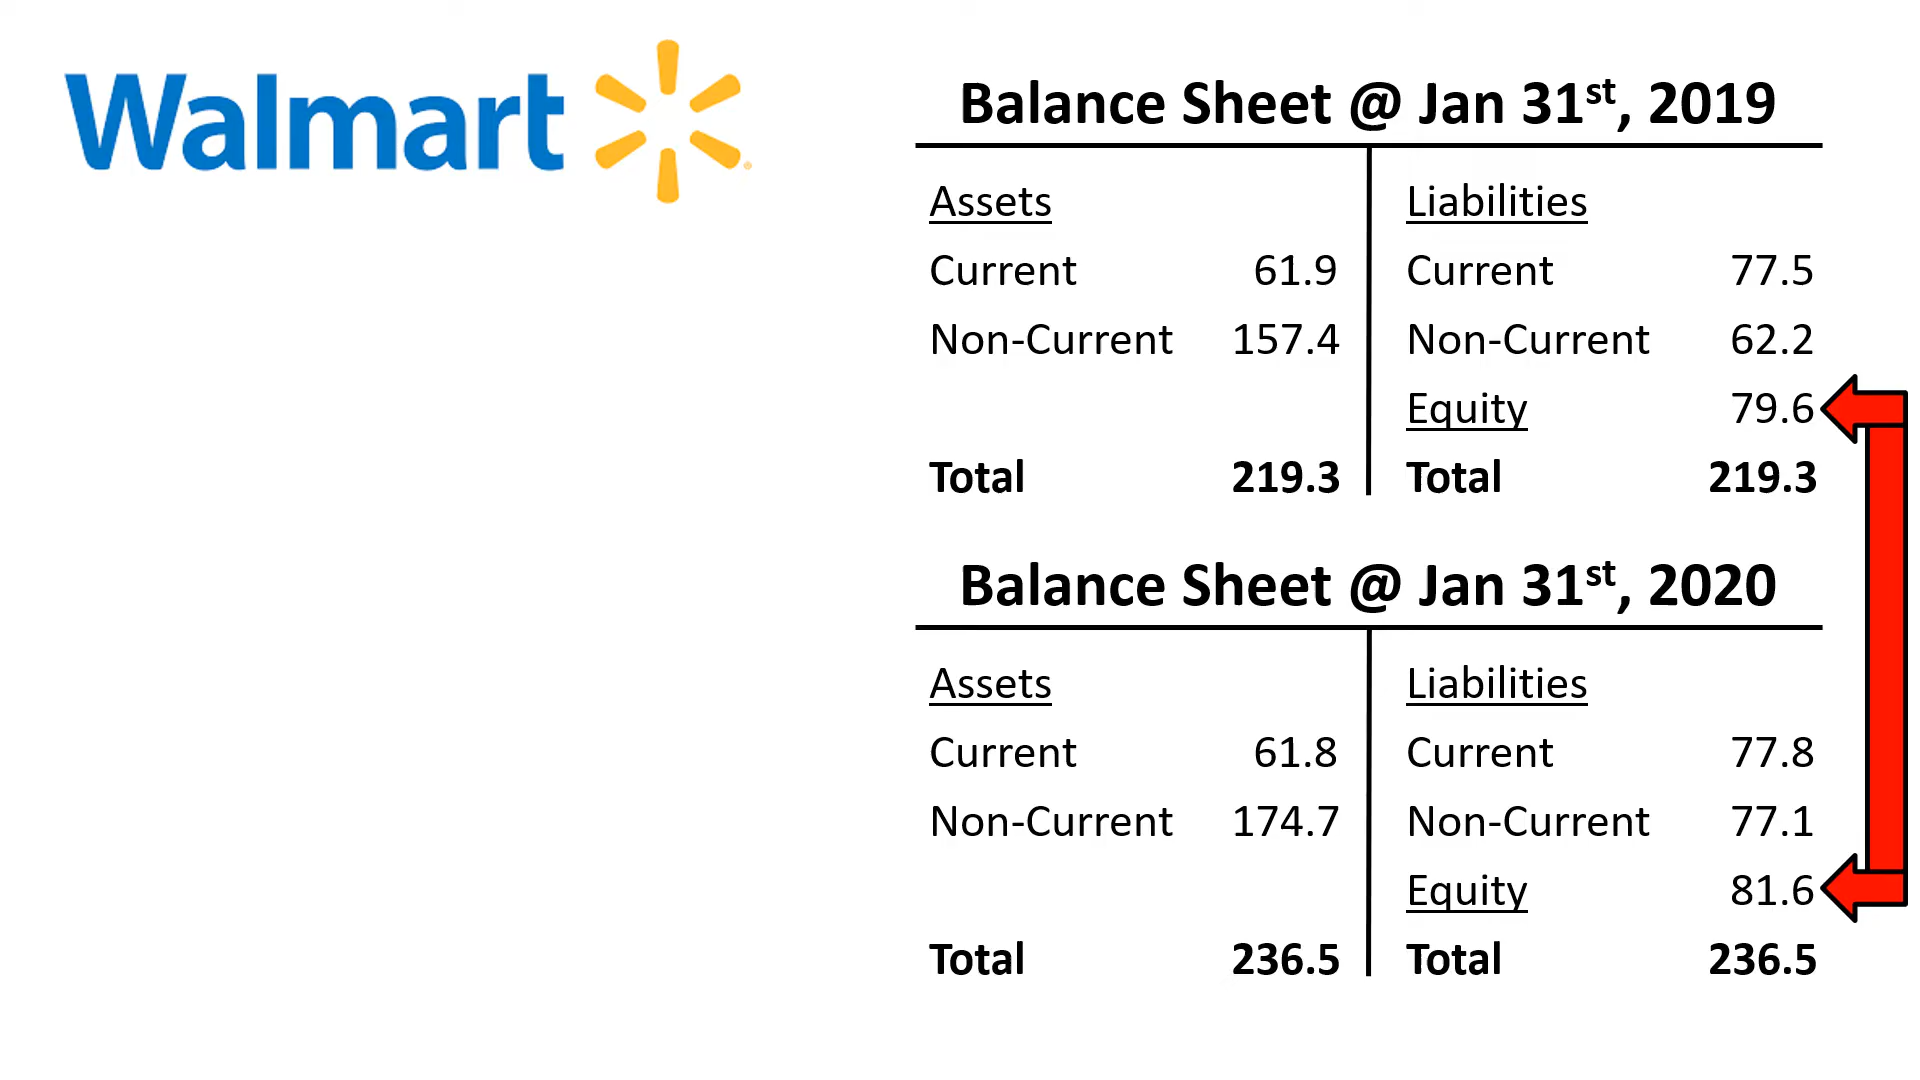 Walmart
Balance Sheet @ Jan 31st, 2019
Assets Liabilities
Current 61.9 Current 77.5
Non-Current 157.4 Non-Current 62.2
Equity 79.6
Total 219.3 Total 219.3
Balance Sheet @ Jan 31st, 2020
Assets Liabilities
Current 61.8 Current 77.8
Non-Current 174.7 Non-Current 77.1
Equity 81.6
Total 236.5 Total 236.5